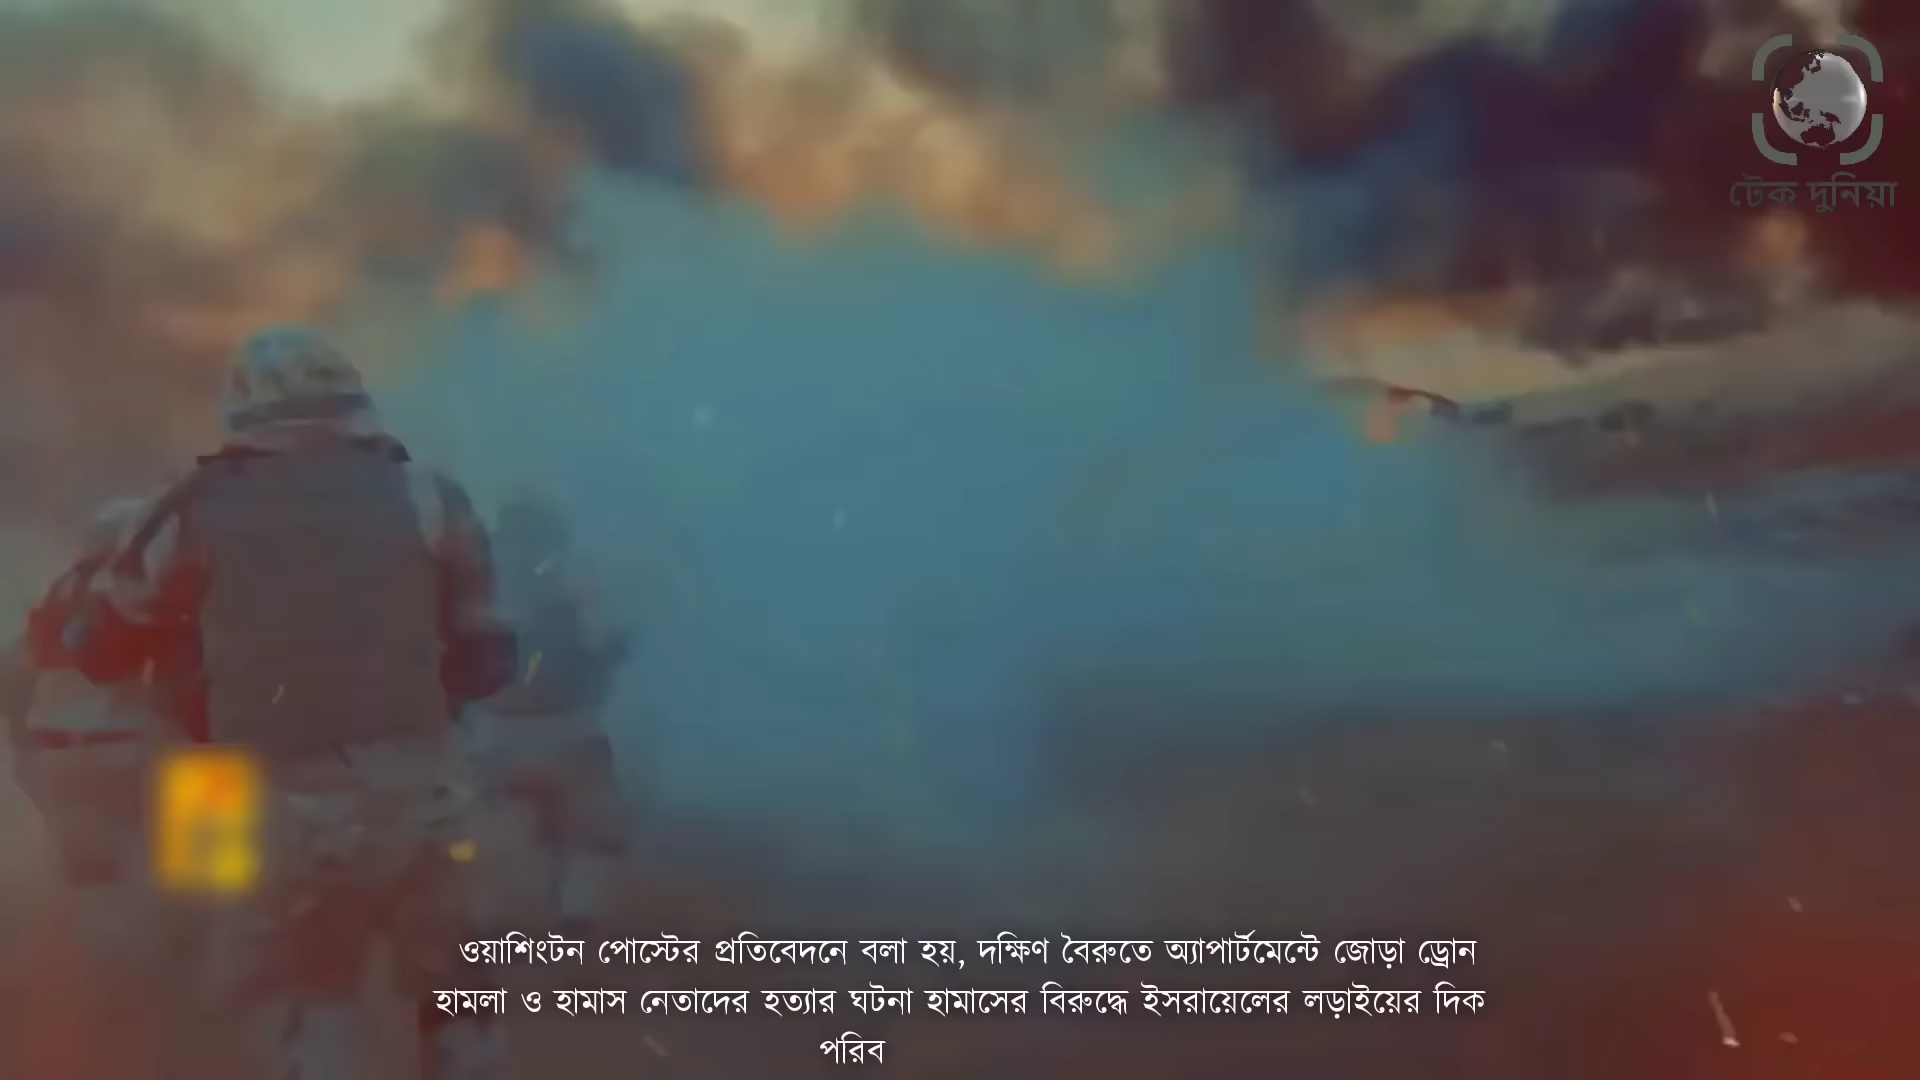 টেক দুনিয়া
ওয়াশিংটন পোস্টের প্রতিবেদনে বলা হয়, দক্ষিণ বৈরুতে অ্যাপার্টমেন্টে জোড়া ড্রোন
হামলা ও হামাস নেতাদের হত্যার ঘটনা হামাসের বিরুদ্ধে ইসরায়েলের লড়াইয়ের দিক
পরিব